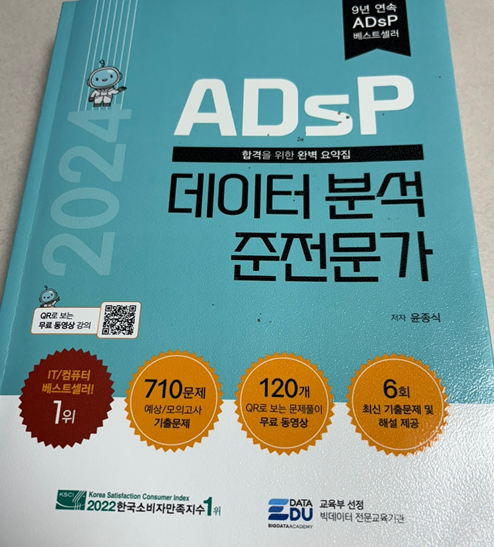 9년 연속
ADsP
베스트셀러
2024
ADsP
합격을 위한 완벽 요약집
데이터 분석
준전문가
저자 윤종식
QR로 보는
무료 동영상 강의
IT/컴퓨터
베스트셀러!
1위
710문제
예상/모의고사
기출문제
120개
QR로 보는 문제풀이
무료 동영상
6회
최신 기출문제 및
해설 제공
KSCI
Korea Satisfaction Consumer Index
2022한국소비자만족지수1위
DATA
EDU
BIGDATAACADEMY
교육부 선정
빅데이터 전문교육기관